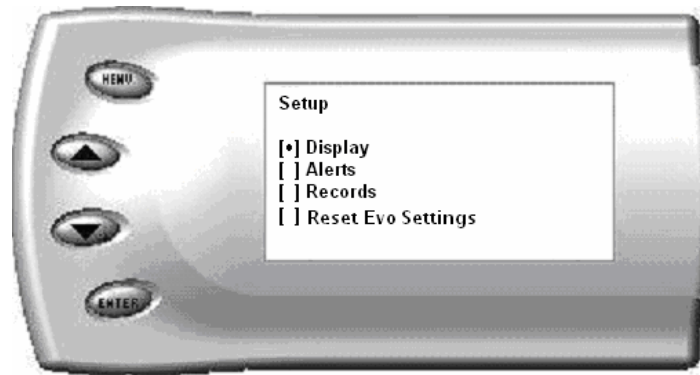 MENU
Setup
[•] Display
[ ] Alerts
[ ] Records
[ ] Reset Evo Settings
ENTER